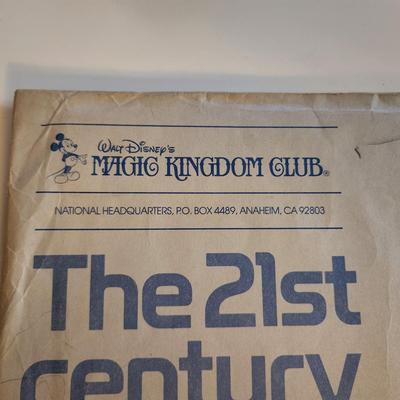 WALT DISNEY'S
MAGIC KINGDOM CLUB®
NATIONAL HEADQUARTERS, P.O. BOX 4489, ANAHEIM, CA 92803
The 21st
century